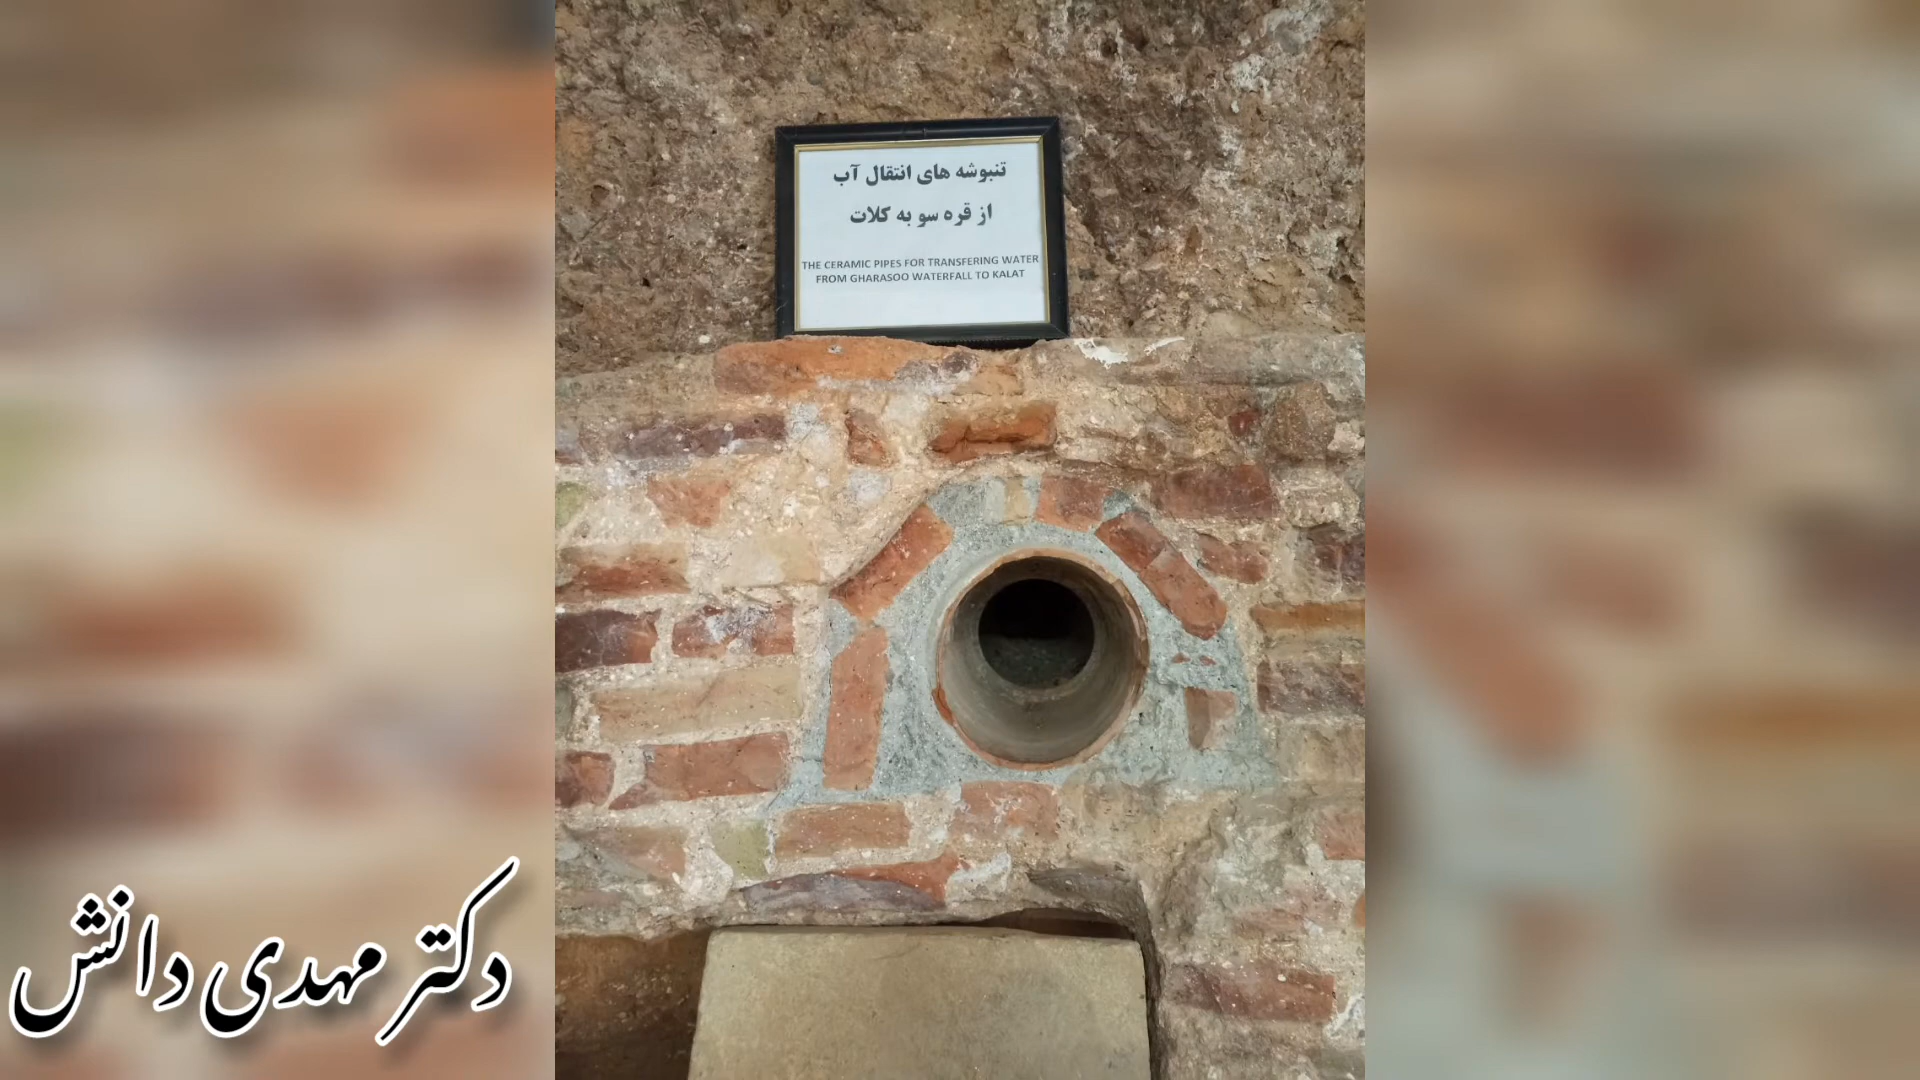 تنبوشه های انتقال آب
از قره سو به کلات
THE CERAMIC PIPES FOR TRANSFERING WATER
FROM GHARASOO WATERFALL TO KALAT
دکتر مهدی دانش